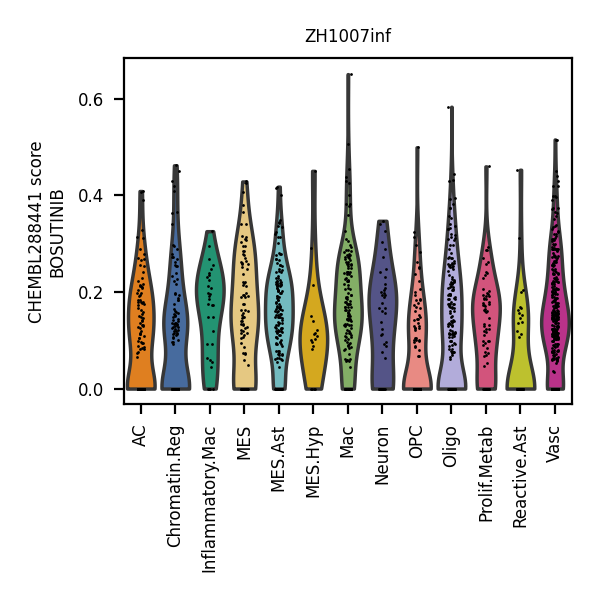 ZH1007inf
CHEMBL288441 score
BOSUTINIB
0.6
0.4
0.2
0.0
AC
Chromatin.Reg
Inflammatory.Mac
MES
MES.Ast
MES.Hyp
Mac
Neuron
OPC
Oligo
Prolif.Metab
Reactive.Ast
Vasc